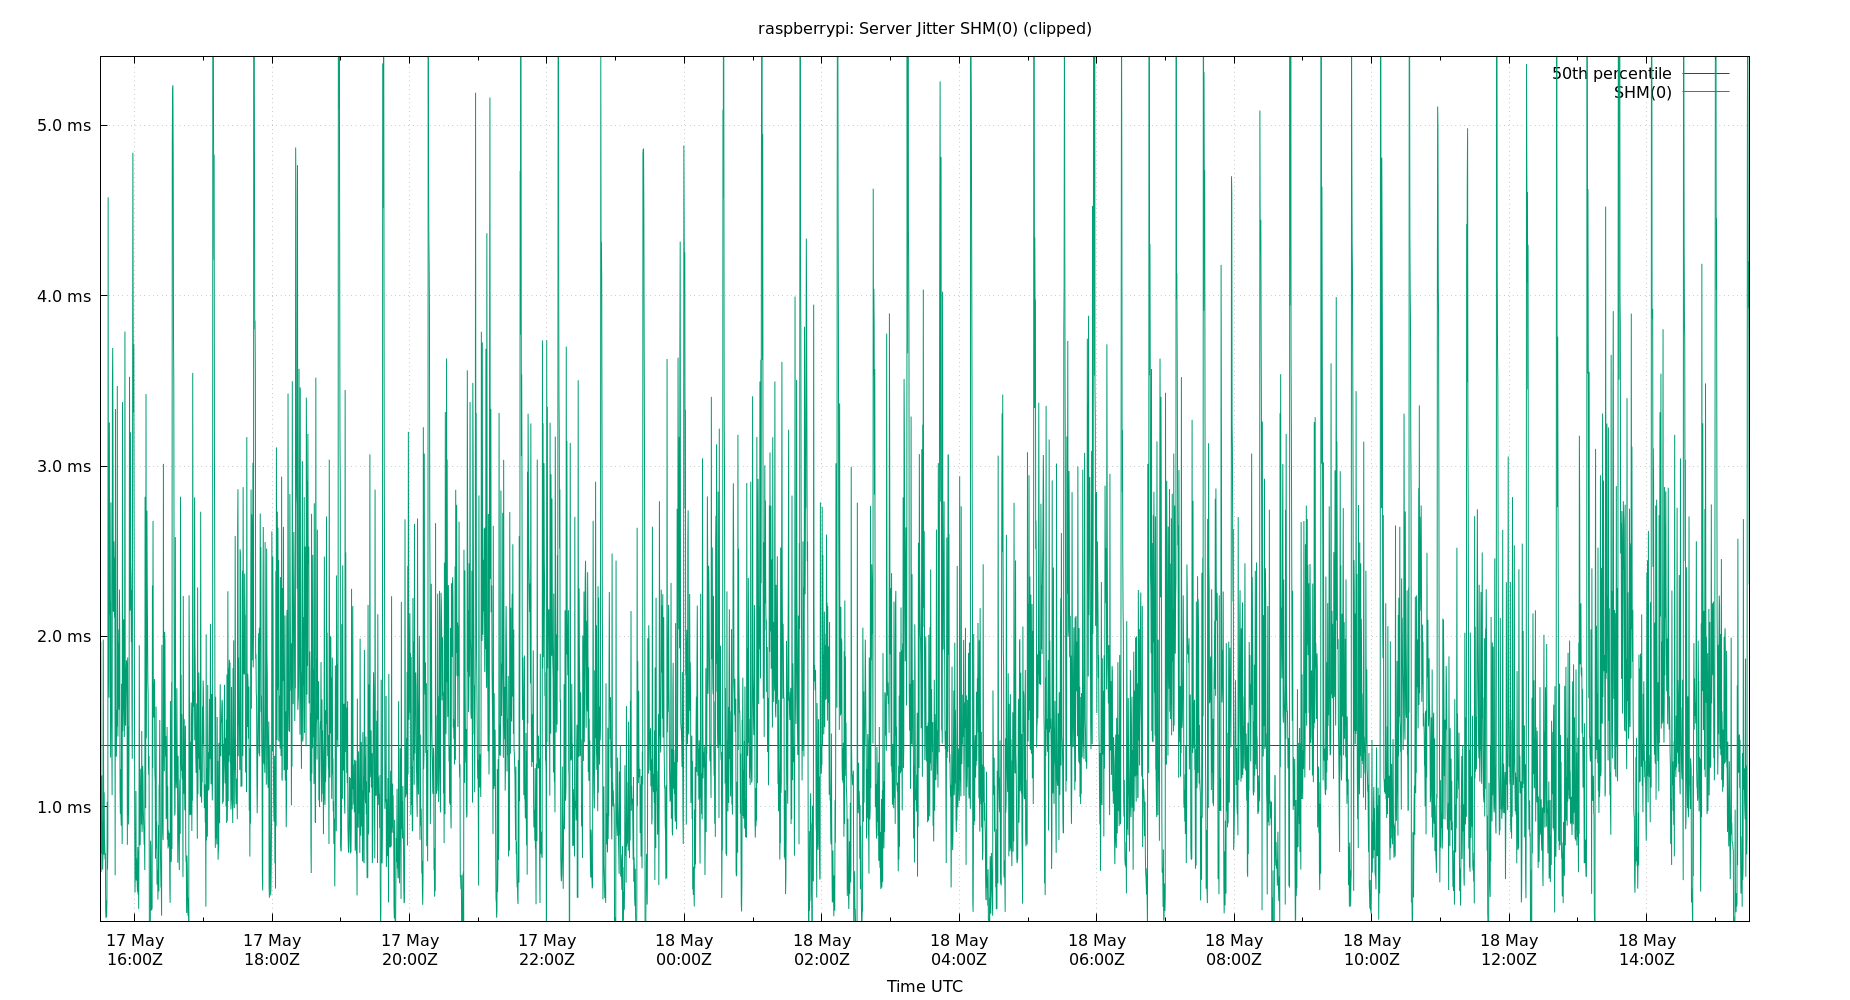 raspberrypi: Server Jitter SHM(0) (clipped)
50th percentile
SHM(0)
5.0 ms
4.0 ms
3.0 ms
2.0 ms
1.0 ms
17 May 17 May 17 May 17 May 18 May 18 May 18 May 18 May 18 May 18 May 18 May 18 May
16:00Z 18:00Z 20:00Z 22:00Z 00:00Z 02:00Z 04:00Z 06:00Z 08:00Z 10:00Z 12:00Z 14:00Z
Time UTC